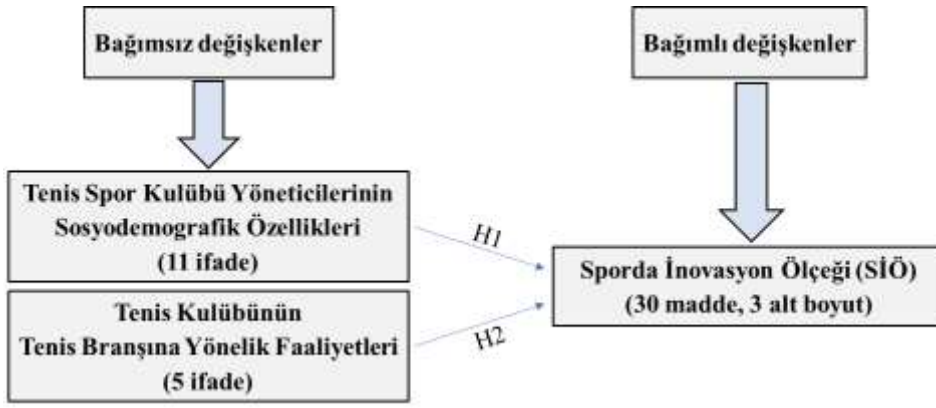 Bağımsız değişkenler
Bağımlı değişkenler
Tenis Spor Kulübü Yöneticilerinin
Sosyodemografik Özellikleri
(11 ifade)
H1
Sporda İnovasyon Ölçeği (SİÖ)
(30 madde, 3 alt boyut)
Tenis Kulübünün
Tenis Branşına Yönelik Faaliyetleri
(5 ifade)
H2